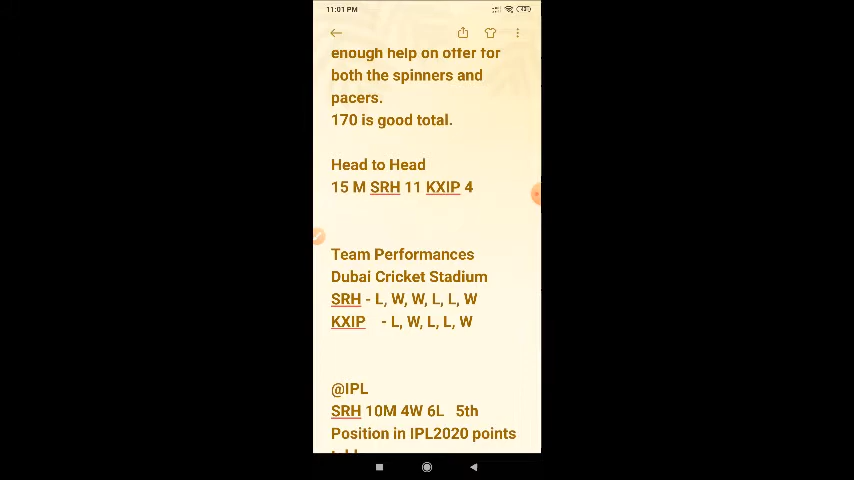 11:01 PM
enough help on offer for
both the spinners and
pacers.
170 is good total.
Head to Head
15 M SRH 11 KXIP 4
Team Performances
Dubai Cricket Stadium
SRH - L, W, W, L, L, W
KXIP - L, W, L, L, W
@IPL
SRH 10M 4W 6L 5th
Position in IPL2020 points